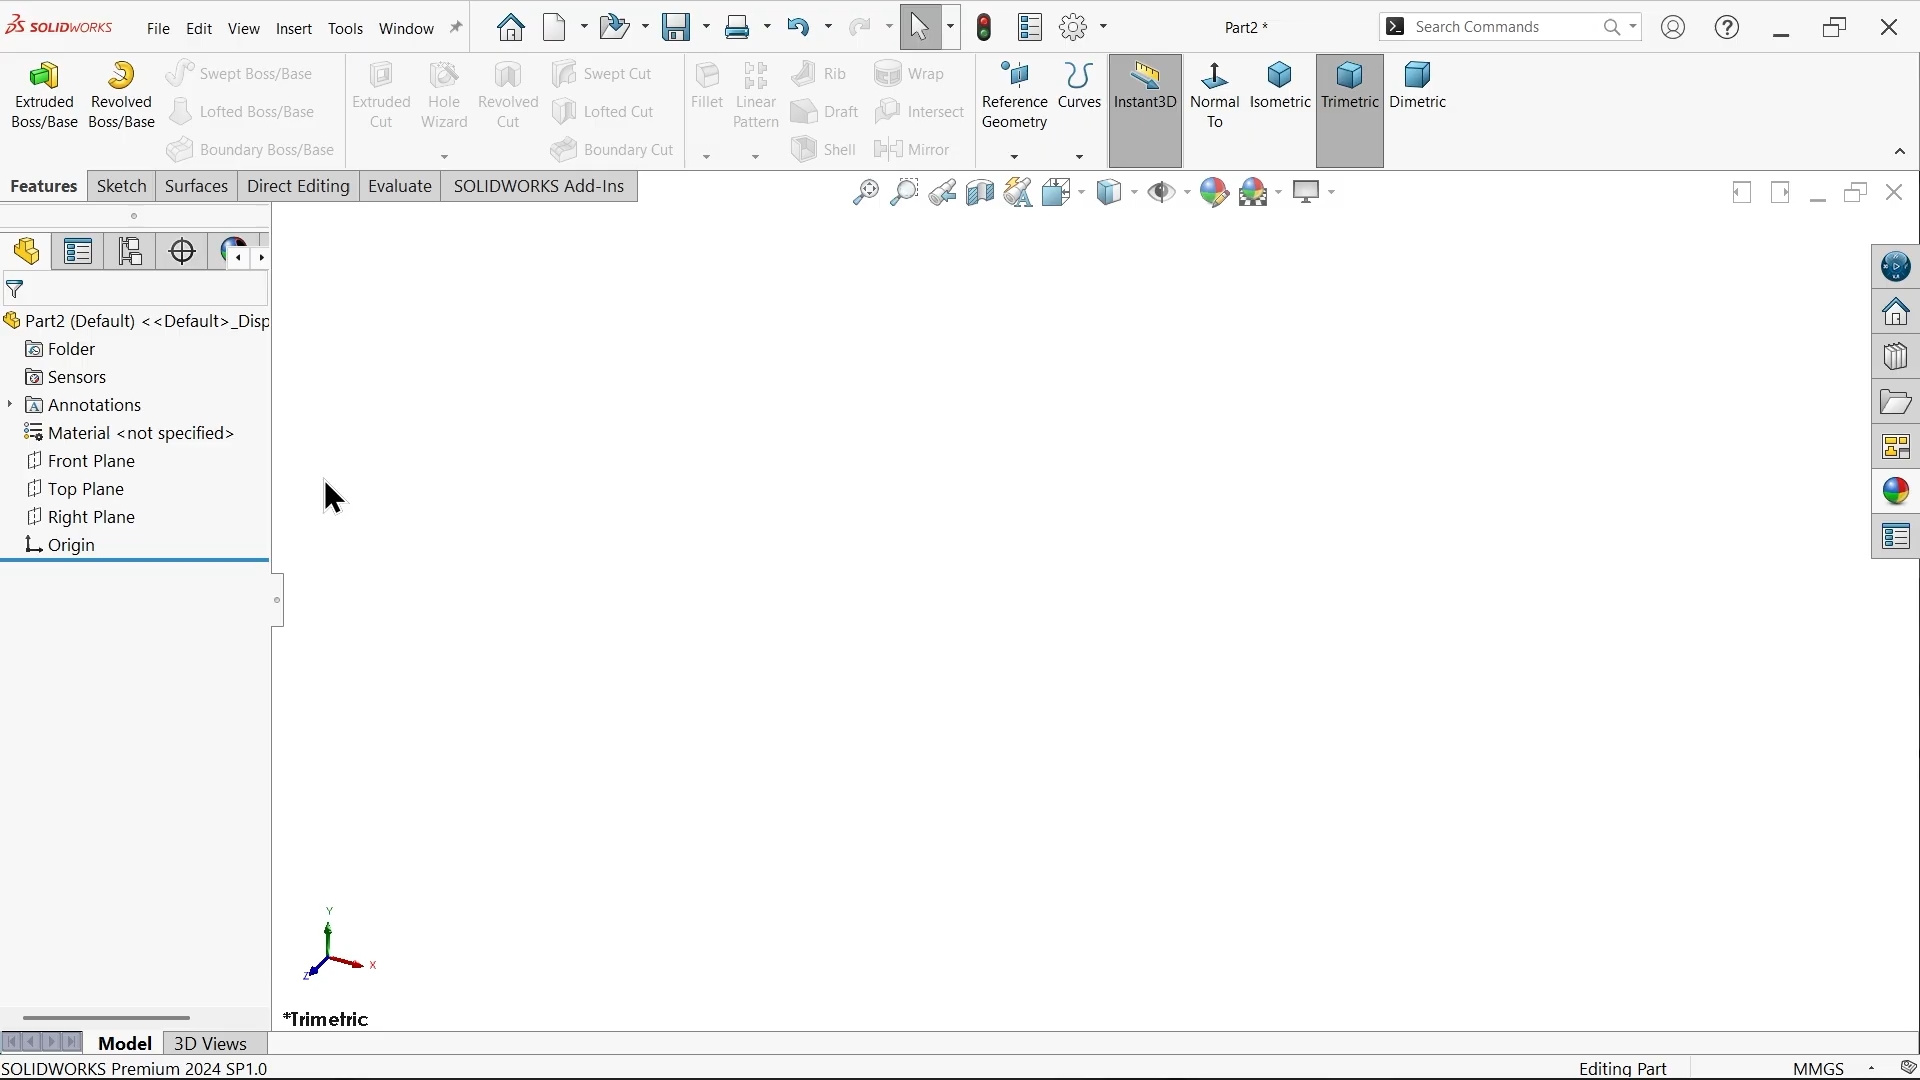 SOLIDWORKS File Edit View Insert Tools Window Part2 * Search Commands
Extruded Boss/Base
Revolved Boss/Base
Swept Boss/Base
Lofted Boss/Base
Boundary Boss/Base
Extruded Cut
Hole Wizard
Revolved Cut
Swept Cut
Lofted Cut
Boundary Cut
Fillet
Linear Pattern
Rib
Draft
Shell
Wrap
Intersect
Mirror
Reference Geometry
Curves
Instant3D
Normal To
Isometric
Trimetric
Dimetric
Features Sketch Surfaces Direct Editing Evaluate SOLIDWORKS Add-Ins
Part2 (Default) <<Default>_Disp
Folder
Sensors
Annotations
Material <not specified>
Front Plane
Top Plane
Right Plane
Origin
Y
X
Z
*Trimetric
Model 3D Views
SOLIDWORKS Premium 2024 SP1.0 Editing Part MMGS